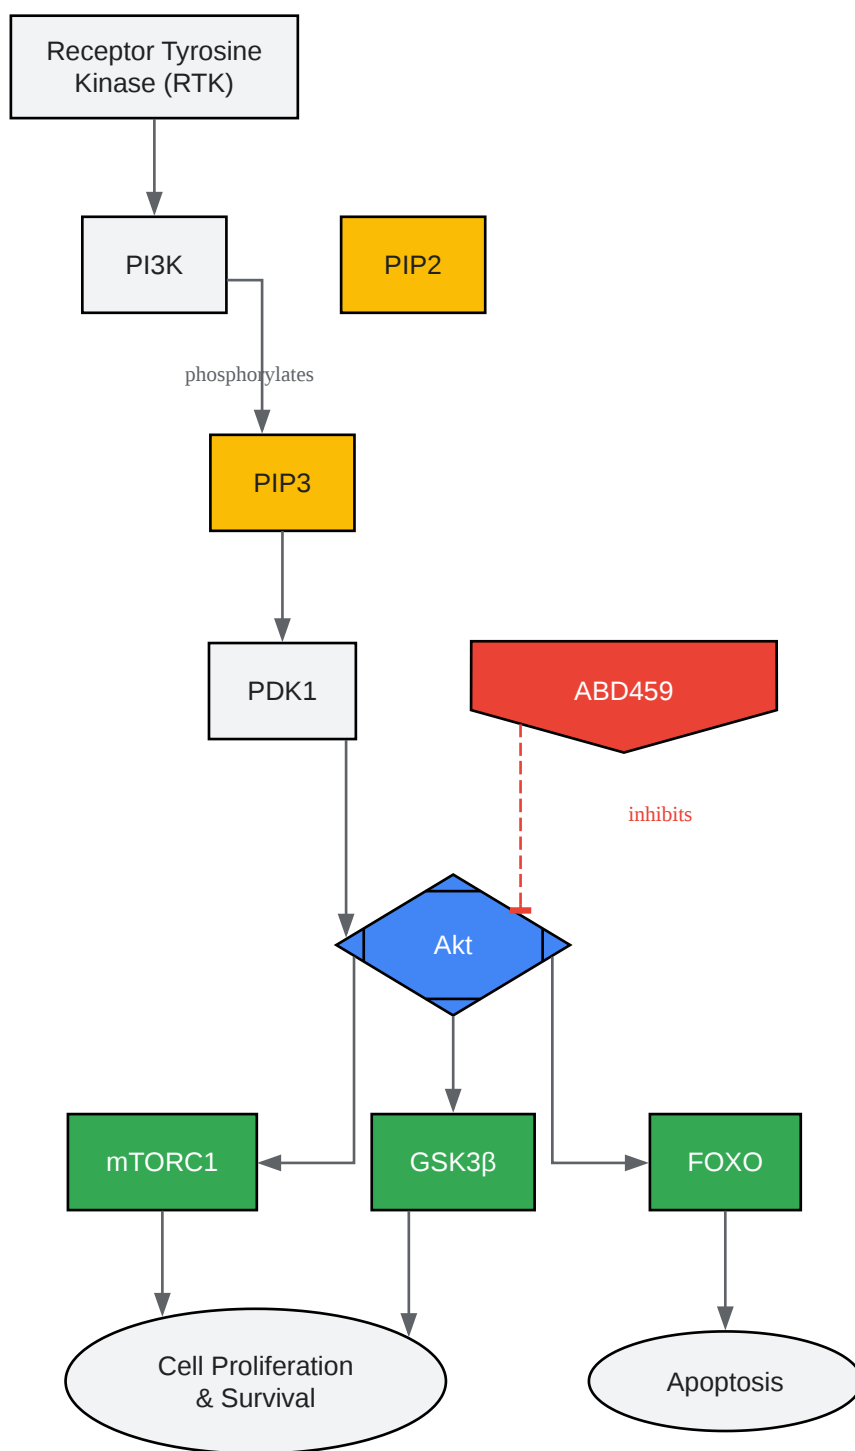 Receptor Tyrosine
Kinase (RTK)
PI3K
PIP2
phosphorylates
PIP3
PDK1
ABD459
inhibits
Akt
mTORC1
GSK3β
FOXO
Cell Proliferation
& Survival
Apoptosis